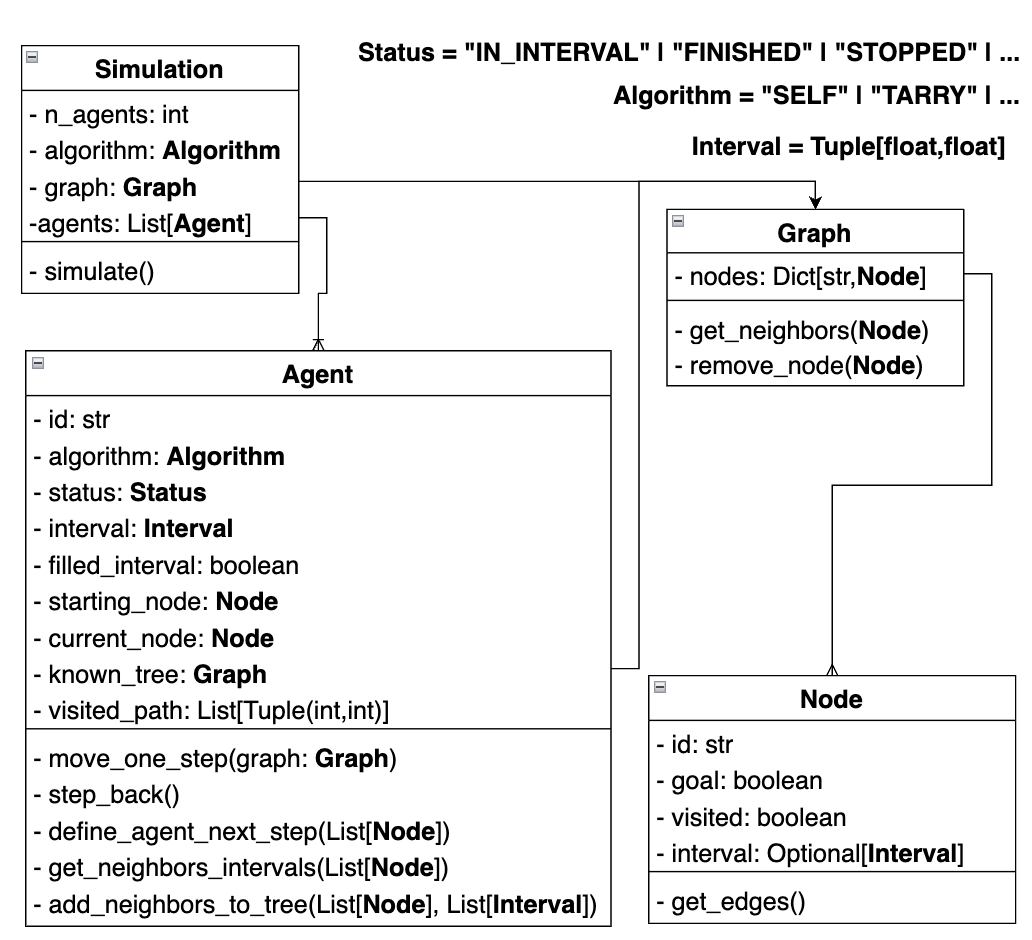 Status = "IN_INTERVAL" | "FINISHED" | "STOPPED" | ...
Algorithm = "SELF" | "TARRY" | ...
Interval = Tuple[float,float]
Simulation
- n_agents: int
- algorithm: Algorithm
- graph: Graph
-agents: List[Agent]
- simulate()
Graph
- nodes: Dict[str,Node]
- get_neighbors(Node)
- remove_node(Node)
Agent
- id: str
- algorithm: Algorithm
- status: Status
- interval: Interval
- filled_interval: boolean
- starting_node: Node
- current_node: Node
- known_tree: Graph
- visited_path: List[Tuple(int,int)]
- move_one_step(graph: Graph)
- step_back()
- define_agent_next_step(List[Node])
- get_neighbors_intervals(List[Node])
- add_neighbors_to_tree(List[Node], List[Interval])
Node
- id: str
- goal: boolean
- visited: boolean
- interval: Optional[Interval]
- get_edges()